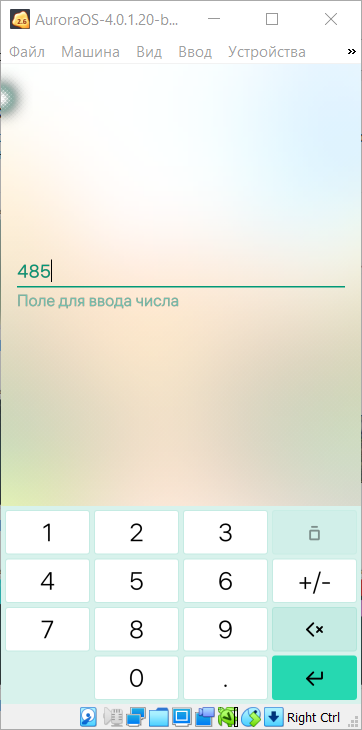 AuroraOS-4.0.1.20-b...
Файл Машина Вид Ввод Устройства »
485
Поле для ввода числа
1 2 3
4 5 6 +/-
7 8 9
0 .
Right Ctrl